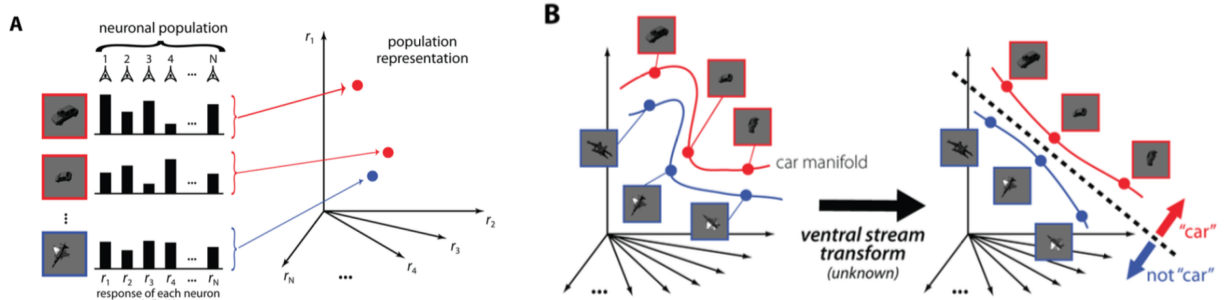 A
neuronal population
1 2 3 4 ... N
...
...
⋮
...
r1 r2 r3 r4 ... rN
response of each neuron
population
representation
r1
r2
r3
r4
rN
...
B
car manifold
...
ventral stream
transform
(unknown)
"car"
not "car"
...